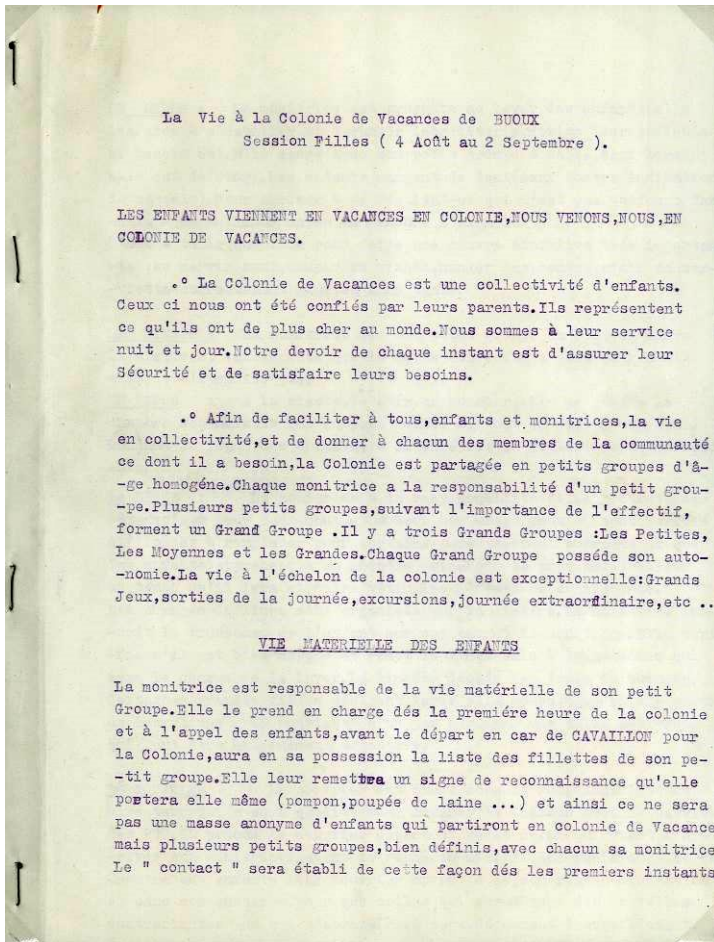 La Vie à la Colonie de Vacances de BUOUX
Session Filles ( 4 Août au 2 Septembre ).
LES ENFANTS VIENNENT EN VACANCES EN COLONIE,NOUS VENONS,NOUS,EN
COLONIE DE VACANCES.
.° La Colonie de Vacances est une collectivité d'enfants.
Ceux ci nous ont été confiés par leurs parents.Ils représentent
ce qu'ils ont de plus cher au monde.Nous sommes à leur service
nuit et jour.Notre devoir de chaque instant est d'assurer leur
Sécurité et de satisfaire leurs besoins.
.° Afin de faciliter à tous,enfants et monitrices,la vie
en collectivité,et de donner à chacun des membres de la communauté
ce dont il a besoin,la Colonie est partagée en petits groupes d'â-
-ge homogéne.Chaque monitrice a la responsabilité d'un petit grou-
-pe.Plusieurs petits groupes,suivant l'importance de l'effectif,
forment un Grand Groupe .Il y a trois Grands Groupes :Les Petites,
Les Moyennes et les Grandes.Chaque Grand Groupe posséde son auto-
-nomie.La vie à l'échelon de la colonie est exceptionnelle:Grands
Jeux,sorties de la journée,excursions,journée extraordinaire,etc ..
VIE MATERIELLE DES ENFANTS
La monitrice est responsable de la vie matérielle de son petit
Groupe.Elle le prend en charge dés la premiére heure de la colonie
et à l'appel des enfants,avant le départ en car de CAVAILLON pour
la Colonie,aura en sa possession la liste des fillettes de son pe-
-tit groupe.Elle leur remettra un signe de reconnaissance qu'elle
portera elle même (pompon,poupée de laine ...) et ainsi ce ne sera
pas une masse anonyme d'enfants qui partiront en colonie de Vacance
mais plusieurs petits groupes,bien définis,avec chacun sa monitrice
Le " contact " sera établi de cette façon dés les premiers instants